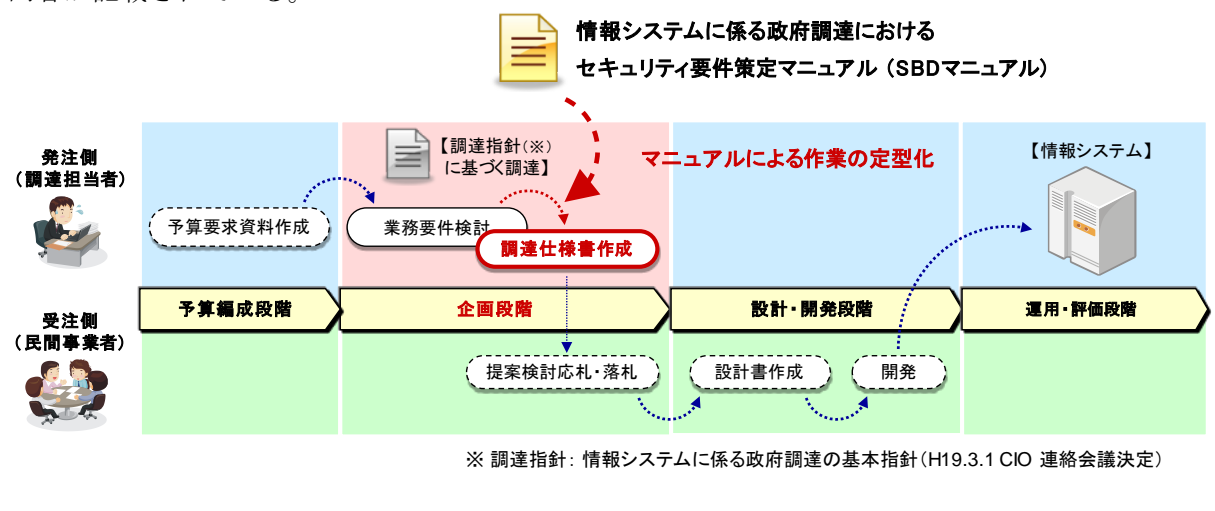 情報システムに係る政府調達における
セキュリティ要件策定マニュアル（SBDマニュアル）
発注側
（調達担当者）
【調達指針（※）
に基づく調達】
マニュアルによる作業の定型化
【情報システム】
予算要求資料作成
業務要件検討
調達仕様書作成
予算編成段階
企画段階
設計・開発段階
運用・評価段階
受注側
（民間事業者）
提案検討応札・落札
設計書作成
開発
※ 調達指針： 情報システムに係る政府調達の基本指針（H19.3.1 CIO 連絡会議決定）